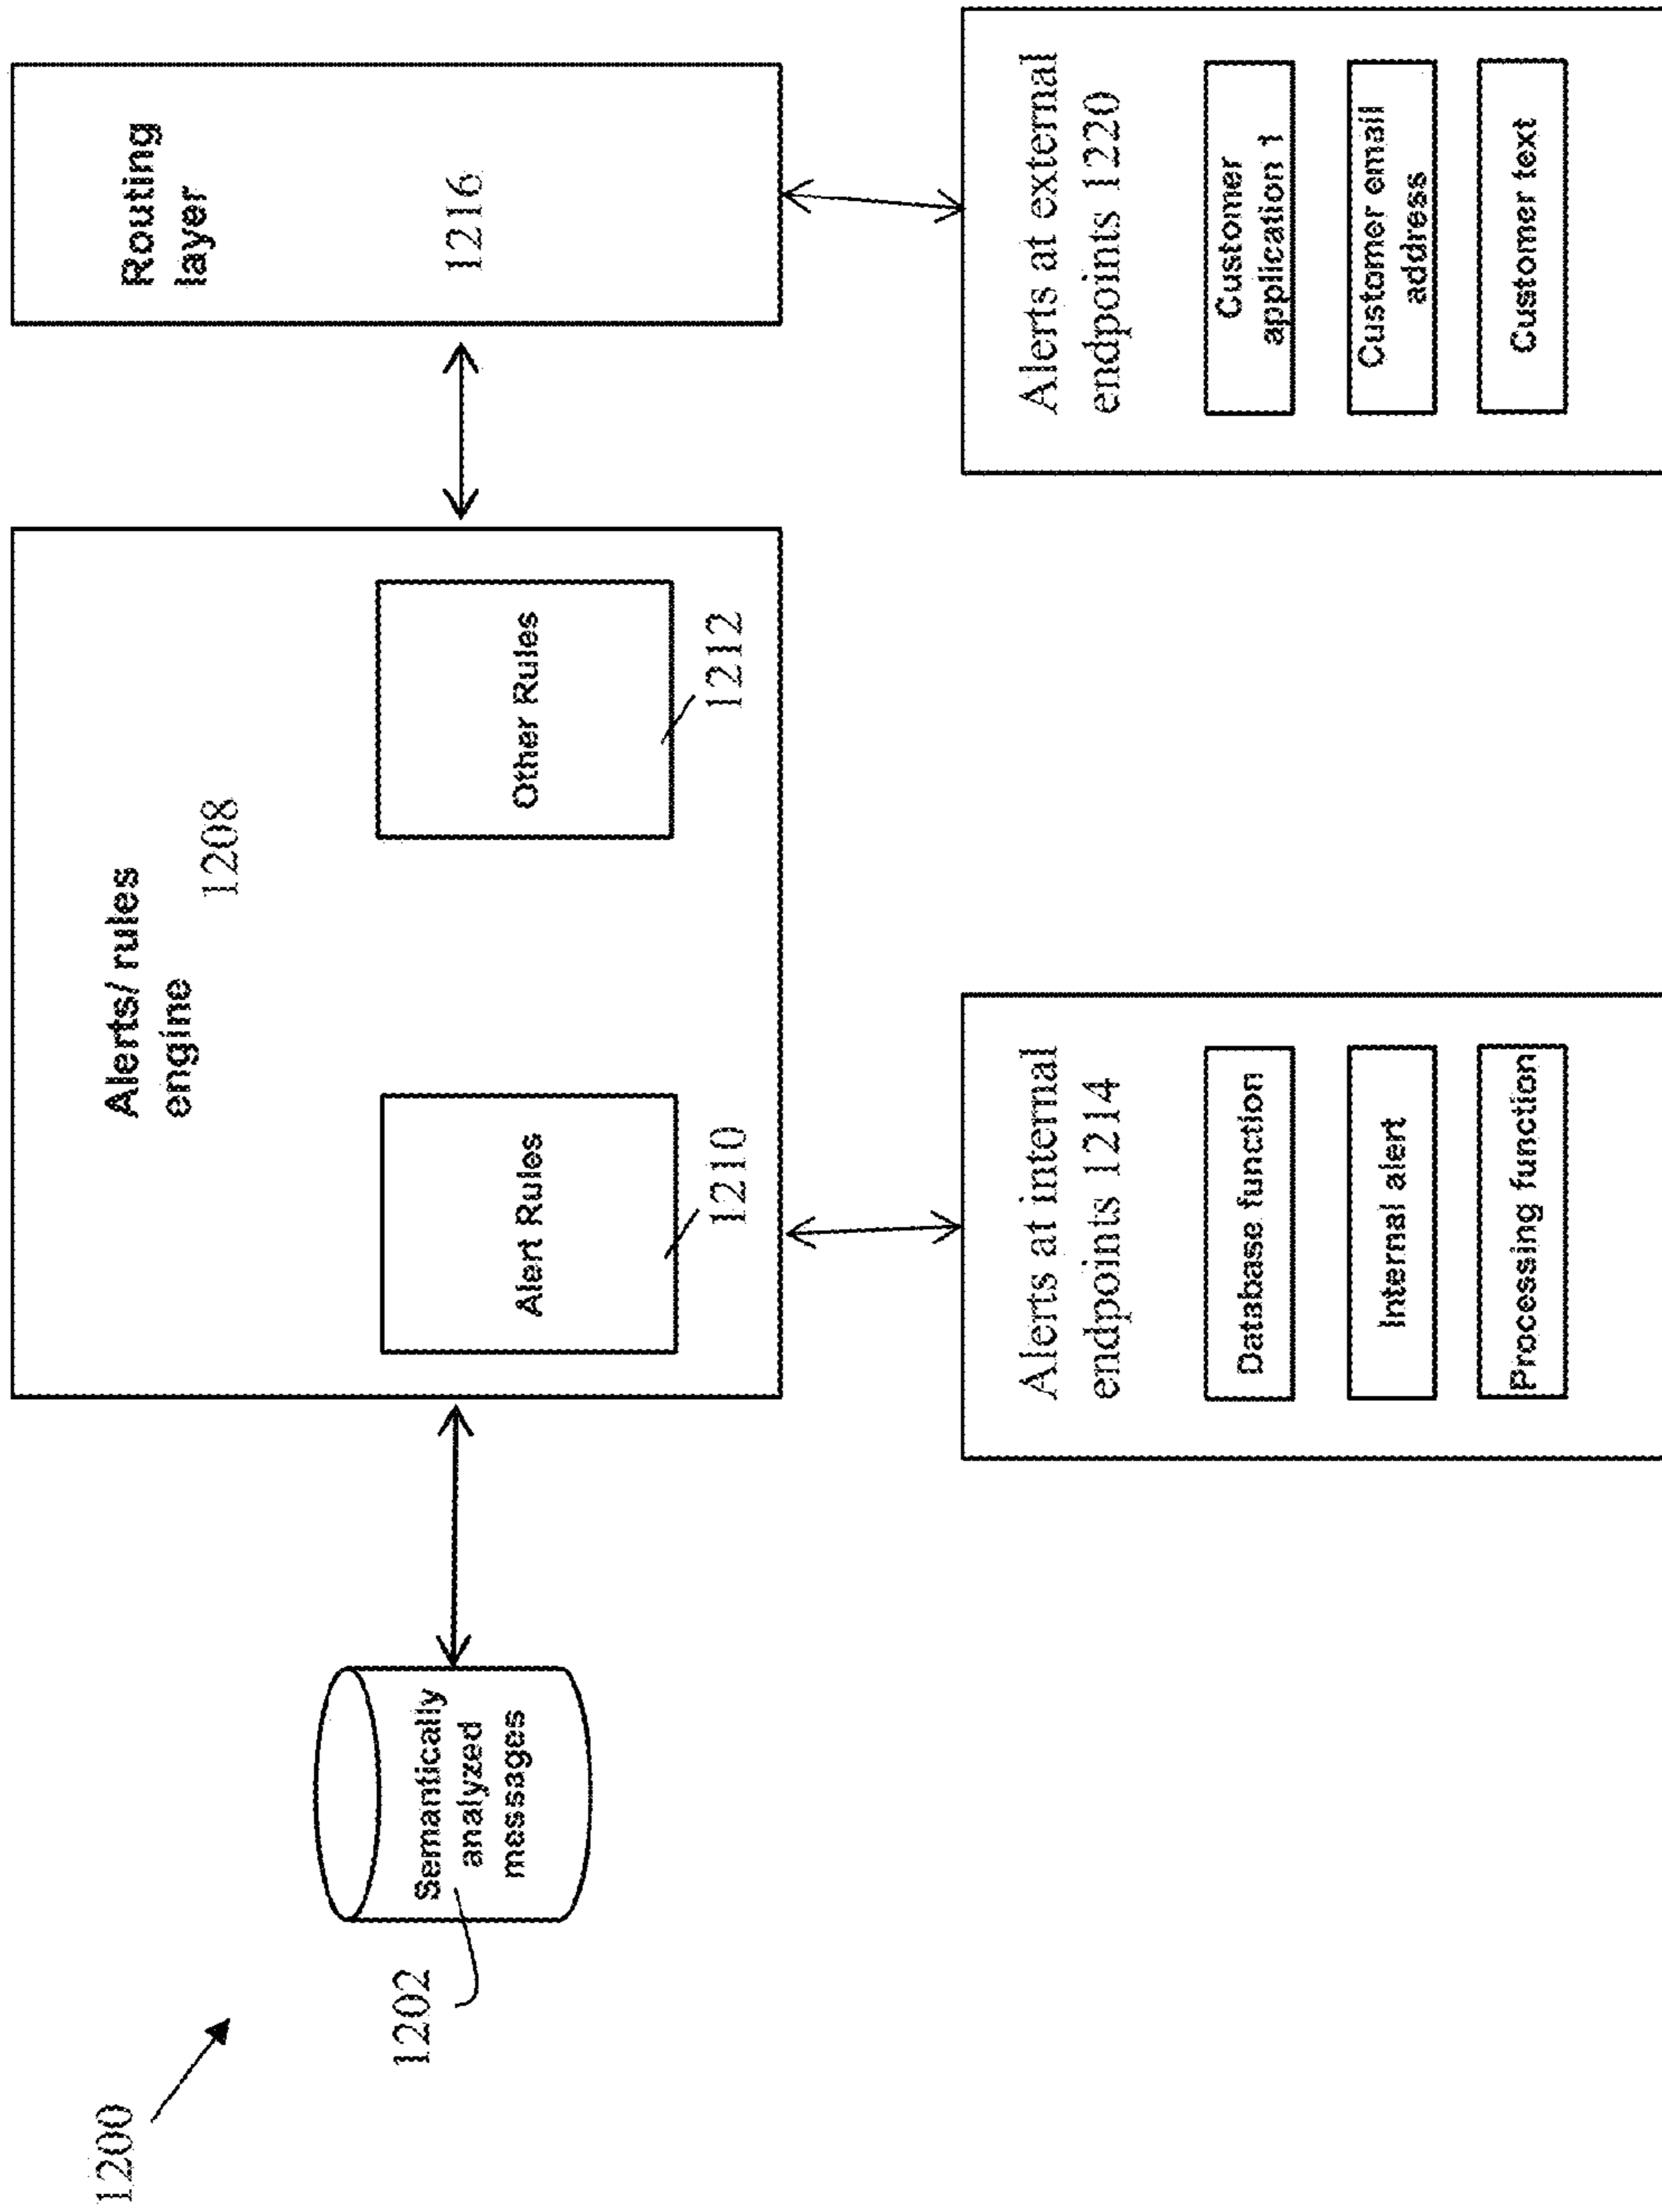 1200
1202
Semantically
analyzed
messages
Alerts/ rules
engine
1208
Alert Rules
1210
Other Rules
1212
Routing
layer
1216
Alerts at internal
endpoints 1214
Database function
Internal alert
Processing function
Alerts at external
endpoints 1220
Customer
application 1
Customer email
address
Customer text